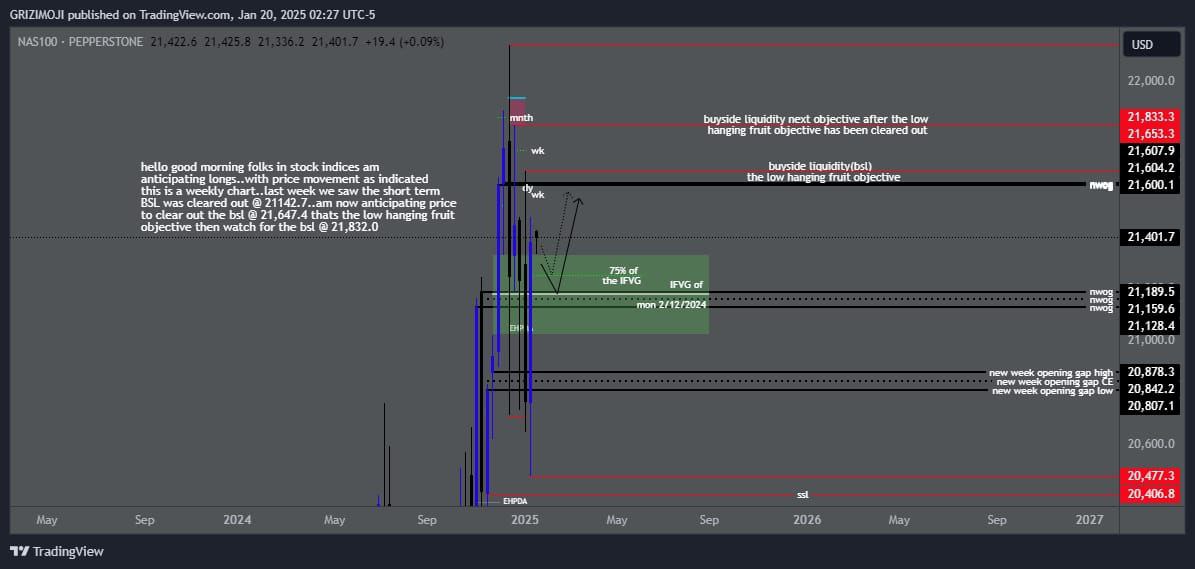 GRIZIMOJI published on TradingView.com, Jan 20, 2025 02:27 UTC-5
NAS100 · PEPPERSTONE 21,422.6 21,425.8 21,336.2 21,401.7 +19.4 (+0.09%)
USD
22,000.0
mnth
buyside liquidity next objective after the low
hanging fruit objective has been cleared out
21,833.3
21,653.3
wk
21,607.9
hello good morning folks in stock indices am
anticipating longs..with price movement as indicated
this is a weekly chart..last week we saw the short term
BSL was cleared out @ 21142.7..am now anticipating price
to clear out the bsl @ 21,647.4 thats the low hanging fruit
objective then watch for the bsl @ 21,832.0
buyside liquidity(bsl)
the low hanging fruit objective
21,604.2
dy
wk
nwog
21,600.1
21,401.7
75% of
the IFVG
IFVG of
mon 2/12/2024
nwog
nwog
nwog
21,189.5
21,159.6
21,128.4
EHPDA
21,000.0
new week opening gap high
new week opening gap CE
new week opening gap low
20,878.3
20,842.2
20,807.1
20,600.0
20,477.3
20,406.8
ssl
EHPDA
May Sep 2024 May Sep 2025 May Sep 2026 May Sep 2027
TradingView